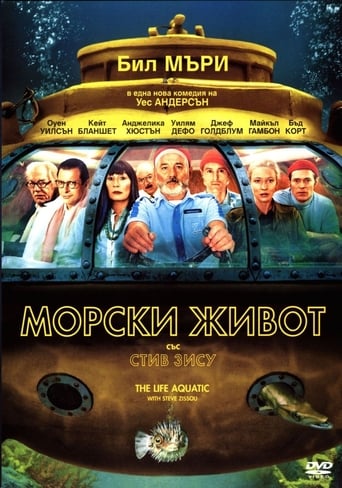 Бил МЪРИ
в една нова комедия на
Уес АНДЕРСЪН
Оуен УИЛСЪН
Кейт БЛАНШЕТ
Анджелика ХЮСТЪН
Уилям ДЕФО
Джеф ГОЛДБЛУМ
Майкъл ГАМБОН
Бъд КОРТ
МОРСКИ ЖИВОТ
със
СТИВ ЗИСУ
THE LIFE AQUATIC
WITH STEVE ZISSOU
DVD
VIDEO